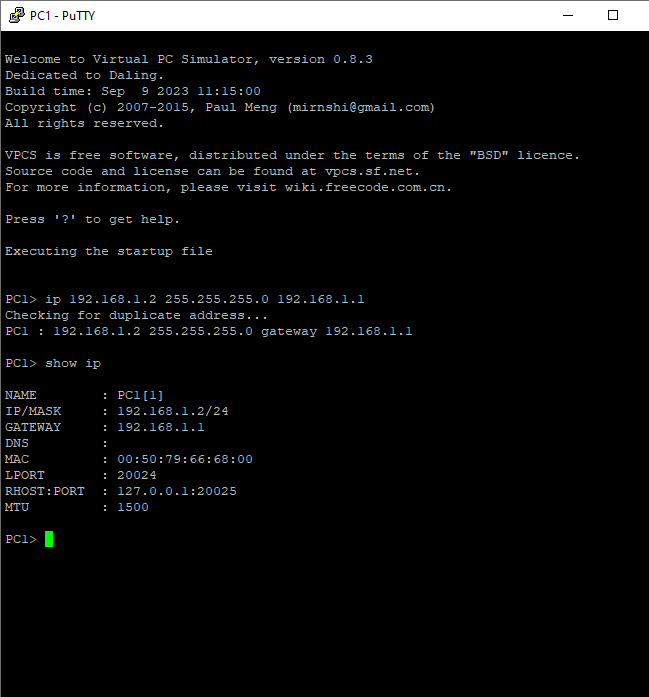 PC1 - PuTTY
Welcome to Virtual PC Simulator, version 0.8.3
Dedicated to Daling.
Build time: Sep  9 2023 11:15:00
Copyright (c) 2007-2015, Paul Meng (mirnshi@gmail.com)
All rights reserved.
VPCS is free software, distributed under the terms of the "BSD" licence.
Source code and license can be found at vpcs.sf.net.
For more information, please visit wiki.freecode.com.cn.
Press '?' to get help.
Executing the startup file
PC1> ip 192.168.1.2 255.255.255.0 192.168.1.1
Checking for duplicate address...
PC1 : 192.168.1.2 255.255.255.0 gateway 192.168.1.1
PC1> show ip
NAME        : PC1[1]
IP/MASK     : 192.168.1.2/24
GATEWAY     : 192.168.1.1
DNS         :
MAC         : 00:50:79:66:68:00
LPORT       : 20024
RHOST:PORT  : 127.0.0.1:20025
MTU         : 1500
PC1>